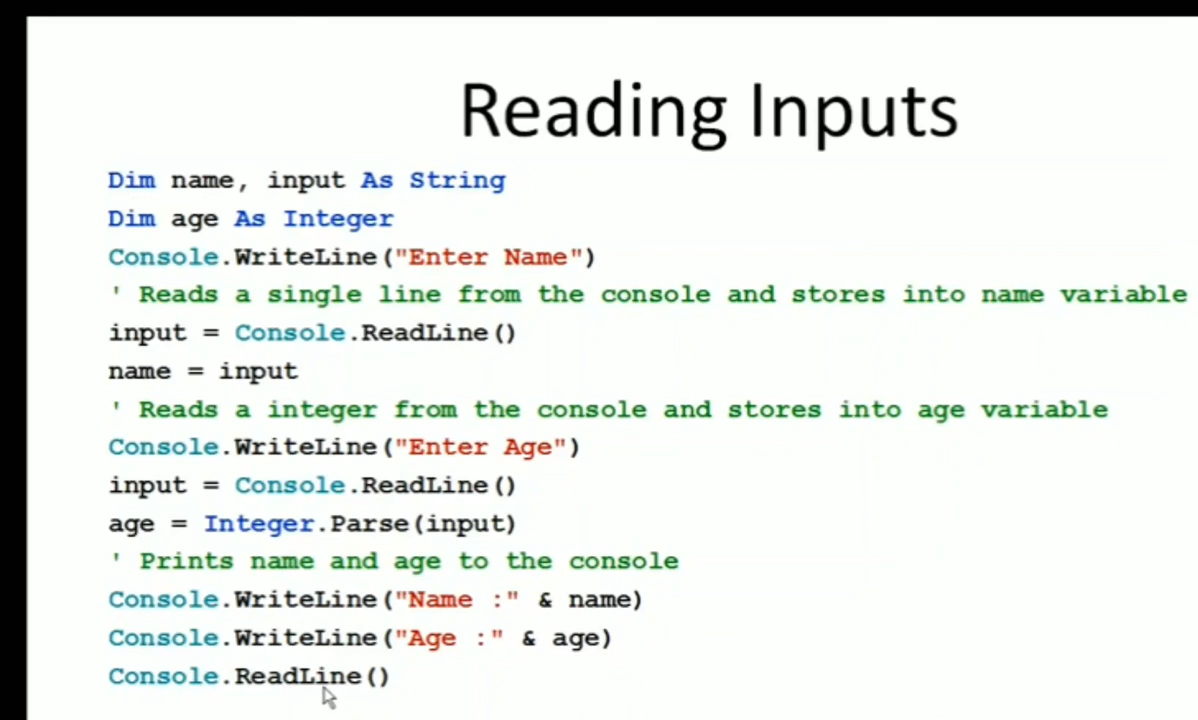 Reading Inputs
Dim name, input As String
Dim age As Integer
Console.WriteLine("Enter Name")
' Reads a single line from the console and stores into name variable
input = Console.ReadLine()
name = input
' Reads a integer from the console and stores into age variable
Console.WriteLine("Enter Age")
input = Console.ReadLine()
age = Integer.Parse(input)
' Prints name and age to the console
Console.WriteLine("Name :" & name)
Console.WriteLine("Age :" & age)
Console.ReadLine()